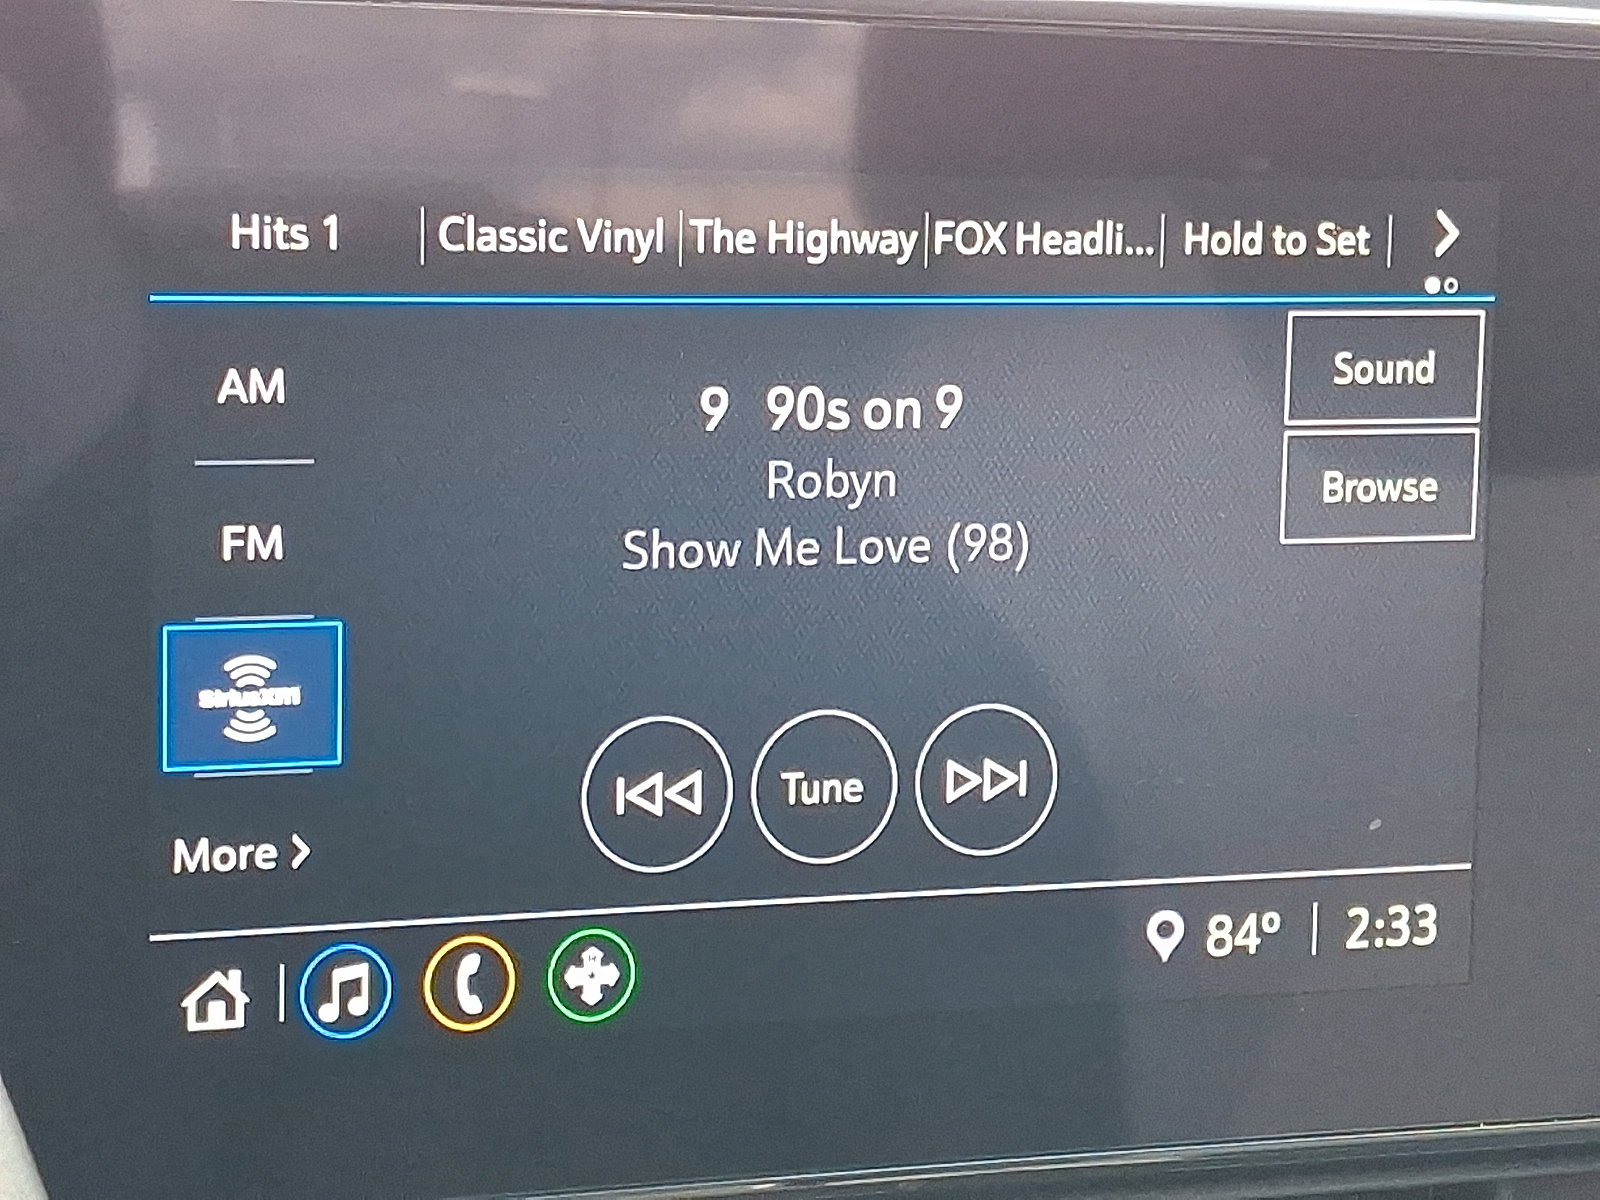 Hits 1 | Classic Vinyl | The Highway | FOX Headli... | Hold to Set |
Sound
AM
9 90s on 9
Browse
Robyn
FM
Show Me Love (98)
SiriusXM
Tune
More >
84° | 2:33